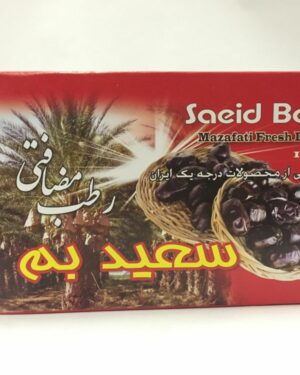 Saeid Ba
Mazafati Fresh
از محصولات درجه یک ایران
رطب مضافتی
سعید بم